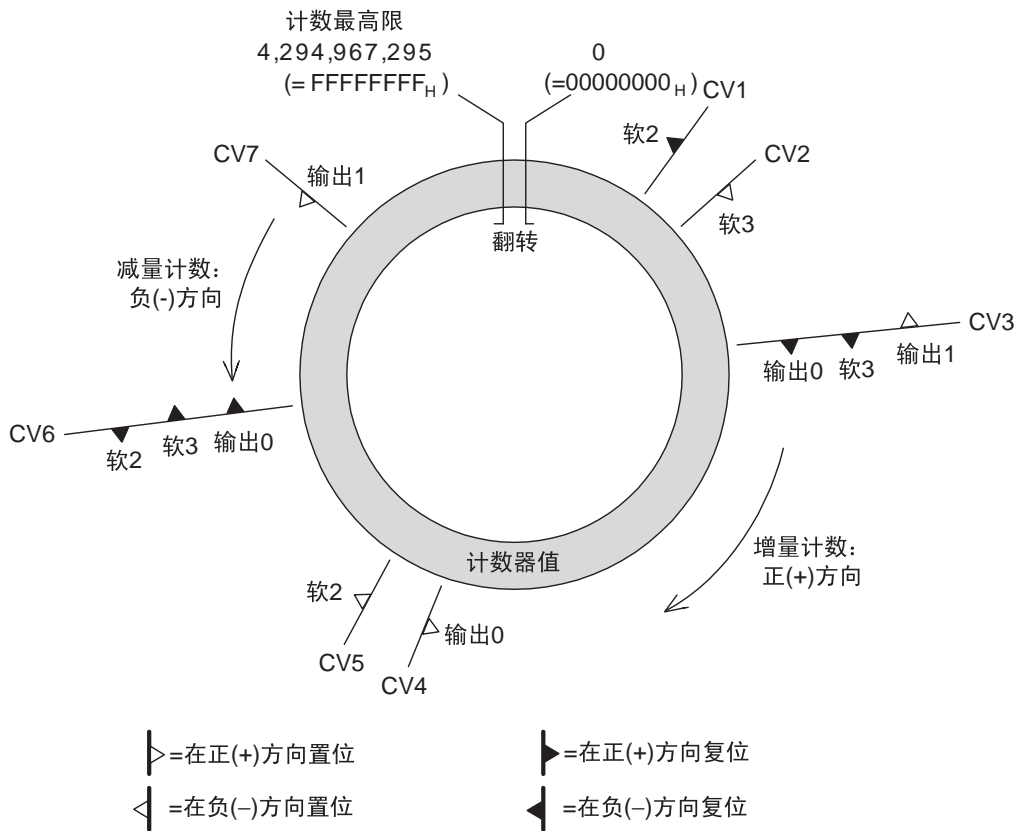 计数最高限
4,294,967,295
(= FFFFFFFFH )
0
(=00000000H )
CV1
软2
CV2
软3
CV7
输出1
翻转
减量计数:
负(-)方向
CV3
输出0 软3 输出1
CV6
软2 软3 输出0
增量计数:
正(+)方向
计数器值
软2
CV5
输出0
CV4
=在正(+)方向置位
=在正(+)方向复位
=在负(–)方向置位
=在负(–)方向复位